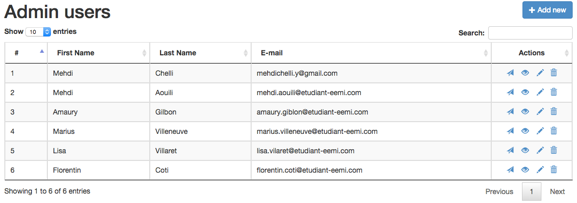 Admin users
+ Add new
Show 10 entries
Search:
# First Name Last Name E-mail Actions
1 Mehdi Chelli mehdichelli.y@gmail.com
2 Mehdi Aouili mehdi.aouili@etudiant-eemi.com
3 Amaury Gilbon amaury.giblon@etudiant-eemi.com
4 Marius Villeneuve marius.villeneuve@etudiant-eemi.com
5 Lisa Villaret lisa.vilaret@etudiant-eemi.com
6 Florentin Coti florentin.coti@etudiant-eemi.com
Showing 1 to 6 of 6 entries
Previous 1 Next